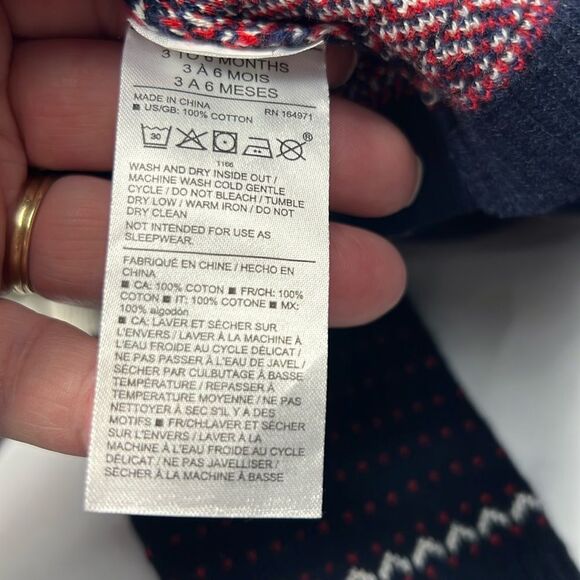 3 TO 6 MONTHS
3 À 6 MOIS
3 A 6 MESES
MADE IN CHINA
■ US/GB: 100% COTTON RN 164971
30 ®
1166
WASH AND DRY INSIDE OUT /
MACHINE WASH COLD GENTLE
CYCLE / DO NOT BLEACH / TUMBLE
DRY LOW / WARM IRON / DO NOT
DRY CLEAN
NOT INTENDED FOR USE AS
SLEEPWEAR.
FABRIQUÉ EN CHINE / HECHO EN
CHINA
■ CA: 100% COTON ■ FR/CH: 100%
COTON ■ IT: 100% COTONE ■ MX:
100% algodón
■ CA: LAVER ET SÉCHER SUR
L'ENVERS / LAVER À LA MACHINE À
L'EAU FROIDE AU CYCLE DÉLICAT /
NE PAS PASSER À L'EAU DE JAVEL /
SÉCHER PAR CULBUTAGE À BASSE
TEMPÉRATURE / REPASSER À
TEMPÉRATURE MOYENNE / NE PAS
NETTOYER À SEC S'IL Y A DES
MOTIFS ■ FR/CH:LAVER ET SÉCHER
SUR L'ENVERS / LAVER À LA
MACHINE À L'EAU FROIDE AU CYCLE
DÉLICAT / NE PAS JAVELLISER /
SÉCHER À LA MACHINE À BASSE